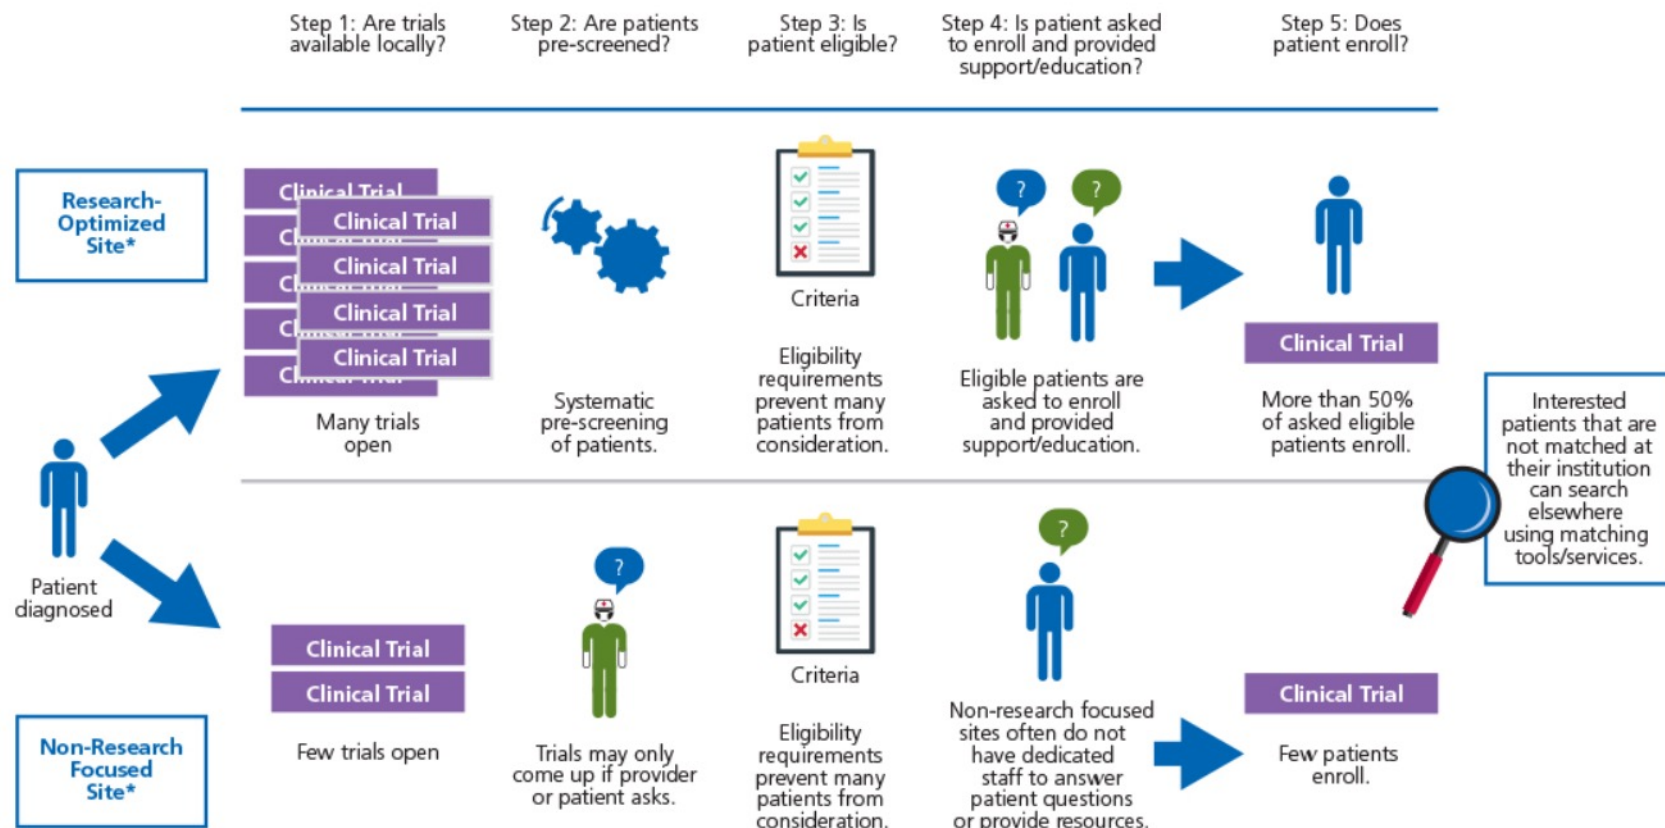 Step 1: Are trials
available locally?
Step 2: Are patients
pre-screened?
Step 3: Is
patient eligible?
Step 4: Is patient asked
to enroll and provided
support/education?
Step 5: Does
patient enroll?
Research-
Optimized
Site*
Clinical Trial
Clinical Trial
Clinical Trial
Clinical Trial
Clinical Trial
Many trials
open
Systematic
pre-screening
of patients.
Criteria
Eligibility
requirements
prevent many
patients from
consideration.
?
?
Eligible patients are
asked to enroll
and provided
support/education.
Clinical Trial
More than 50%
of asked eligible
patients enroll.
Interested
patients that are
not matched at
their institution
can search
elsewhere
using matching
tools/services.
Patient
diagnosed
Non-Research
Focused
Site*
Clinical Trial
Clinical Trial
Few trials open
?
Trials may only
come up if provider
or patient asks.
Criteria
Eligibility
requirements
prevent many
patients from
consideration.
?
Non-research focused
sites often do not
have dedicated
staff to answer
patient questions
or provide resources.
Clinical Trial
Few patients
enroll.